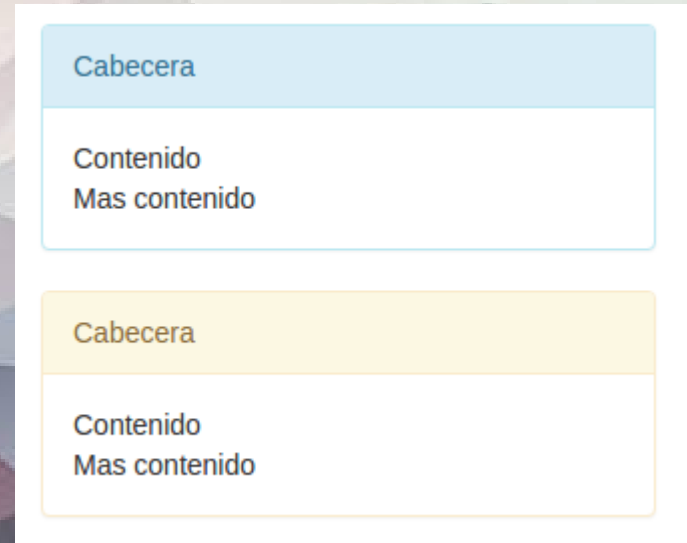 Cabecera
Contenido
Mas contenido
Cabecera
Contenido
Mas contenido